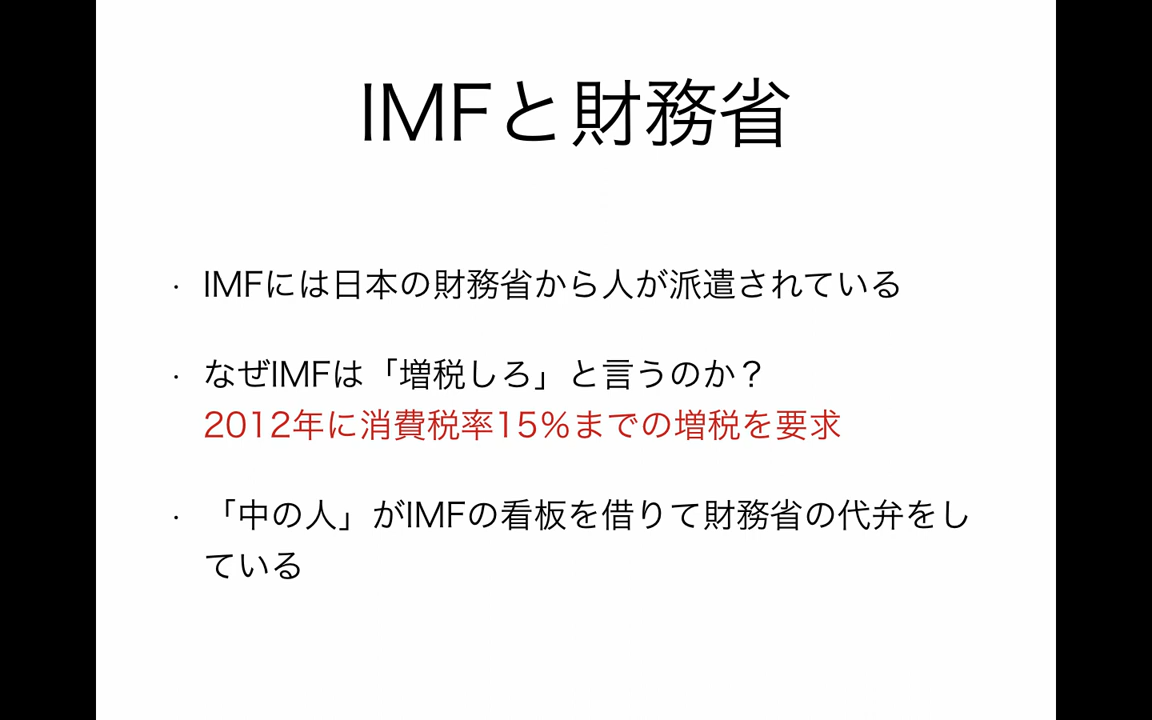 IMFと財務省
・ IMFには日本の財務省から人が派遣されている
・ なぜIMFは「増税しろ」と言うのか？
2012年に消費税率15%までの増税を要求
・ 「中の人」がIMFの看板を借りて財務省の代弁をし
ている